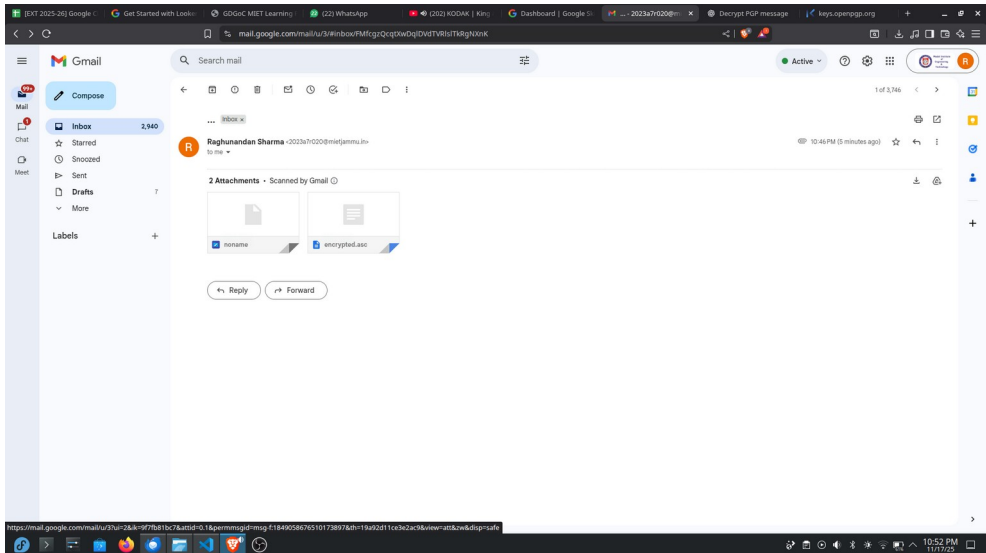 [EXT 2025-26] Google C
Get Started with Looker
GDGoC MIET Learning
(22) WhatsApp
(202) KODAK | King
Dashboard | Google Sk
... - 2023a7r020@m
Decrypt PGP message
keys.openpgp.org
mail.google.com/mail/u/3/#inbox/FMfcgzQcqtXwDqlDVdTVRlslTkRgNXnK
Gmail
Search mail
Active
99+
Mail
Compose
1 of 3,746
Inbox 2,940
... Inbox x
Chat
Starred
Raghunandan Sharma <2023a7r020@mietjammu.in>
10:46 PM (5 minutes ago)
to me
Snoozed
Meet
Sent
Drafts 7
2 Attachments • Scanned by Gmail
More
Labels
noname
encrypted.asc
Reply
Forward
https://mail.google.com/mail/u/3?ui=2&ik=9f7fb81bc7&attid=0.1&permmsgid=msg-f:1849058676510173897&th=19a92d11ce3e2ac9&view=att&zw&disp=safe
10:52 PM
11/17/25